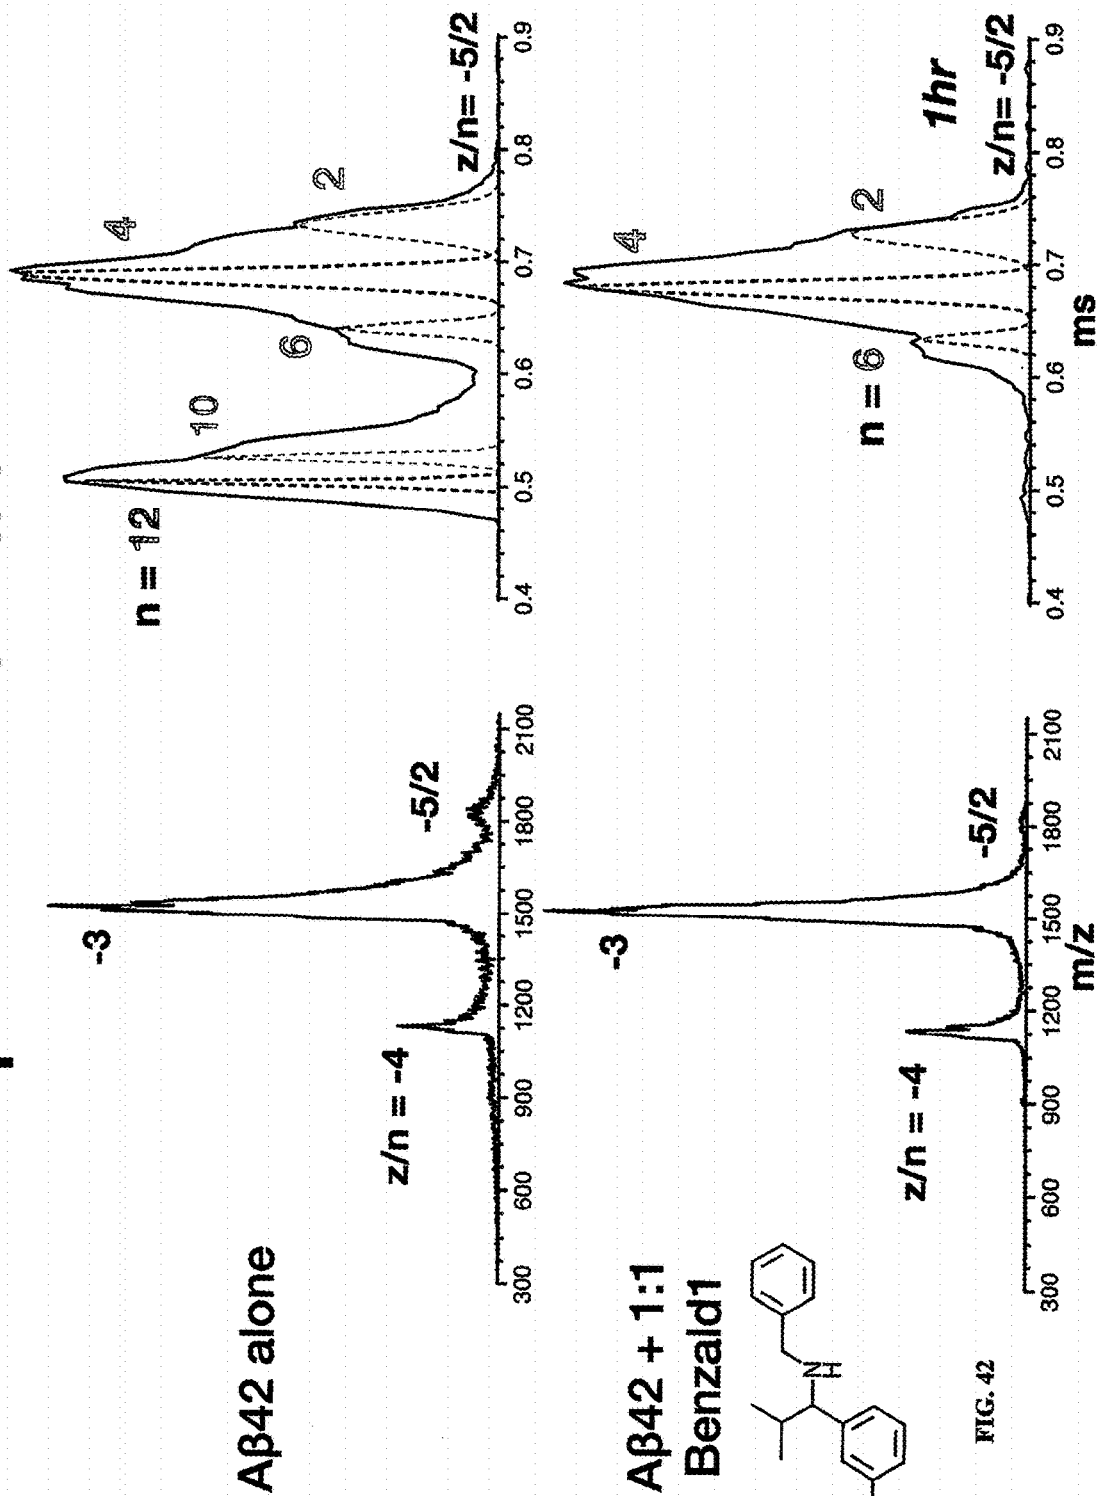 Aβ42 alone
z/n = -4
-3
-5/2
300 600 900 1200 1500 1800 2100
n = 12
10
6
4
2
z/n= -5/2
0.4 0.5 0.6 0.7 0.8 0.9
Aβ42 + 1:1
Benzald1
NH
z/n = -4
-3
-5/2
300 600 900 1200 1500 1800 2100
m/z
n = 6
4
2
1hr
z/n= -5/2
0.4 0.5 0.6 0.7 0.8 0.9
ms
FIG. 42